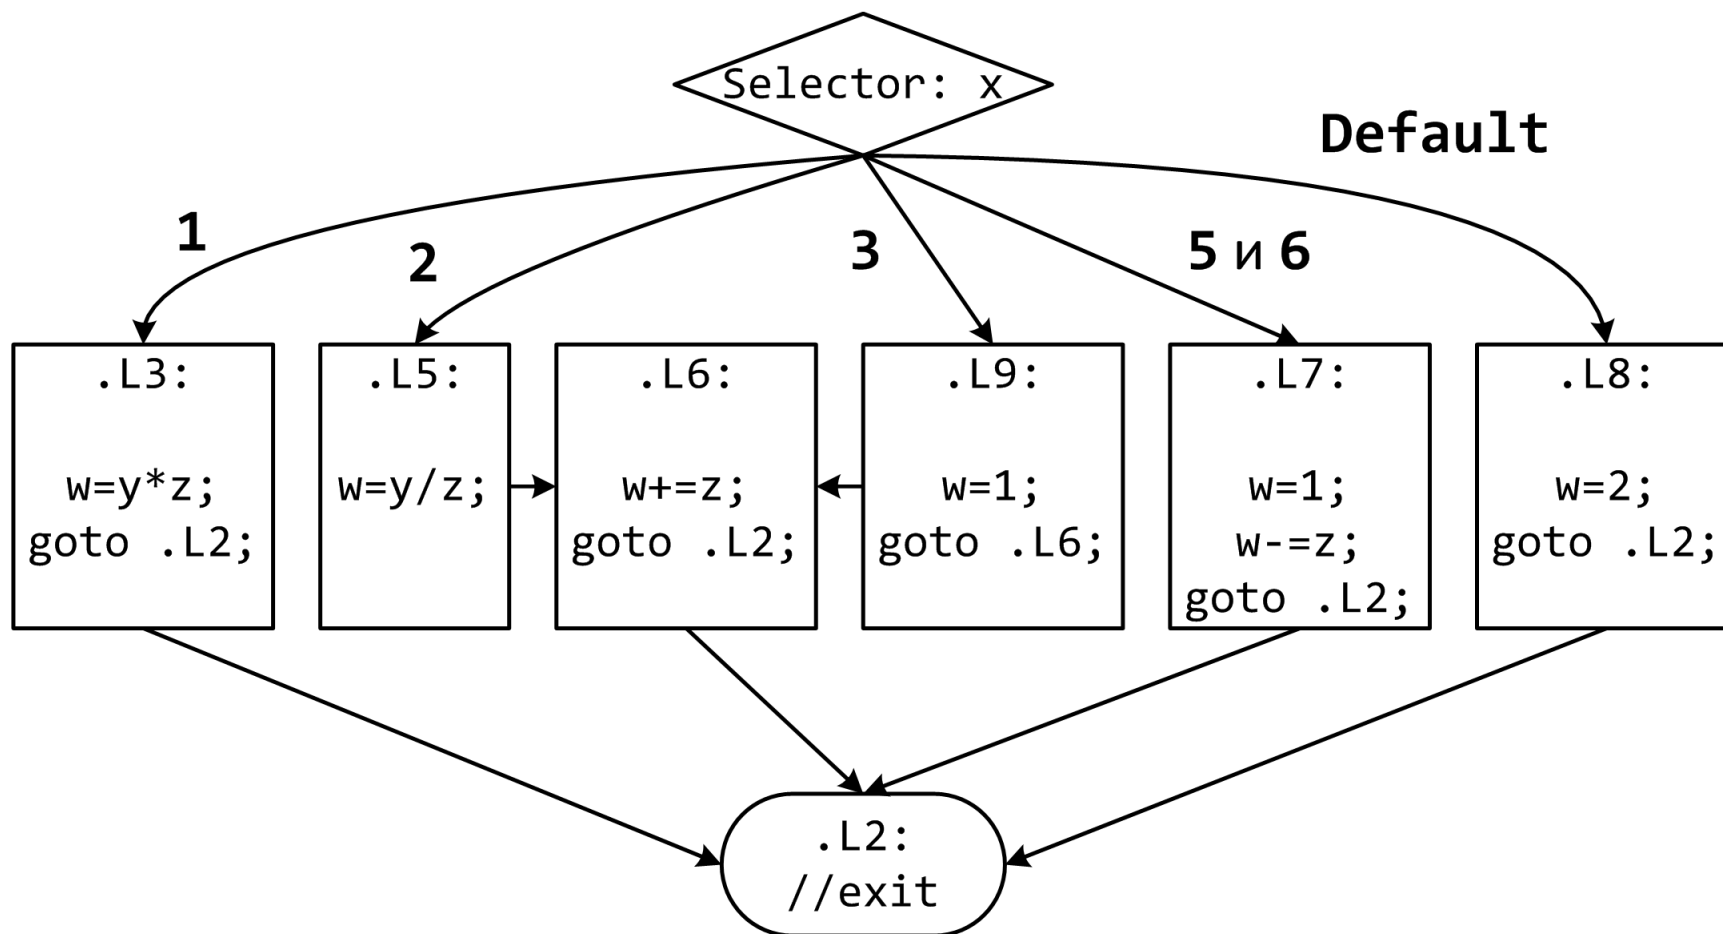 Selector: x
Default
1
2
3
5 и 6
.L3:
w=y*z;
goto .L2;
.L5:
w=y/z;
.L6:
w+=z;
goto .L2;
.L9:
w=1;
goto .L6;
.L7:
w=1;
w-=z;
goto .L2;
.L8:
w=2;
goto .L2;
.L2:
//exit